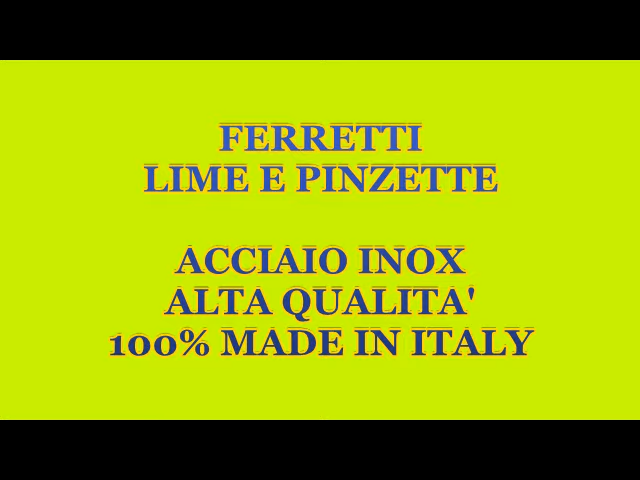 FERRETTI
LIME E PINZETTE
ACCIAIO INOX
ALTA QUALITA'
100% MADE IN ITALY